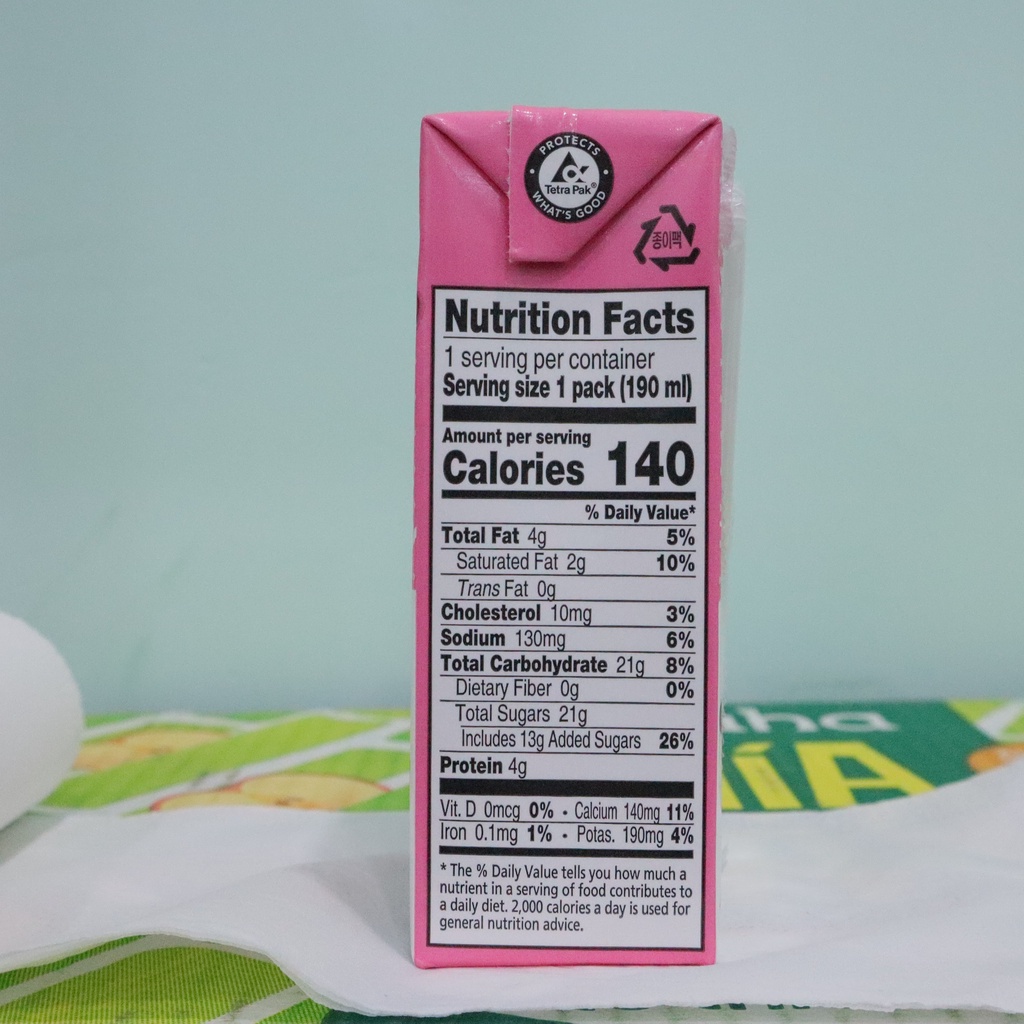 PROTECTS
Tetra Pak®
WHAT'S GOOD
종이팩
Nutrition Facts
1 serving per container
Serving size 1 pack (190 ml)
Amount per serving
Calories 140
% Daily Value*
Total Fat 4g 5%
Saturated Fat 2g 10%
Trans Fat 0g
Cholesterol 10mg 3%
Sodium 130mg 6%
Total Carbohydrate 21g 8%
Dietary Fiber 0g 0%
Total Sugars 21g
Includes 13g Added Sugars 26%
Protein 4g
Vit. D 0mcg 0% • Calcium 140mg 11%
Iron 0.1mg 1% • Potas. 190mg 4%
* The % Daily Value tells you how much a
nutrient in a serving of food contributes to
a daily diet. 2,000 calories a day is used for
general nutrition advice.